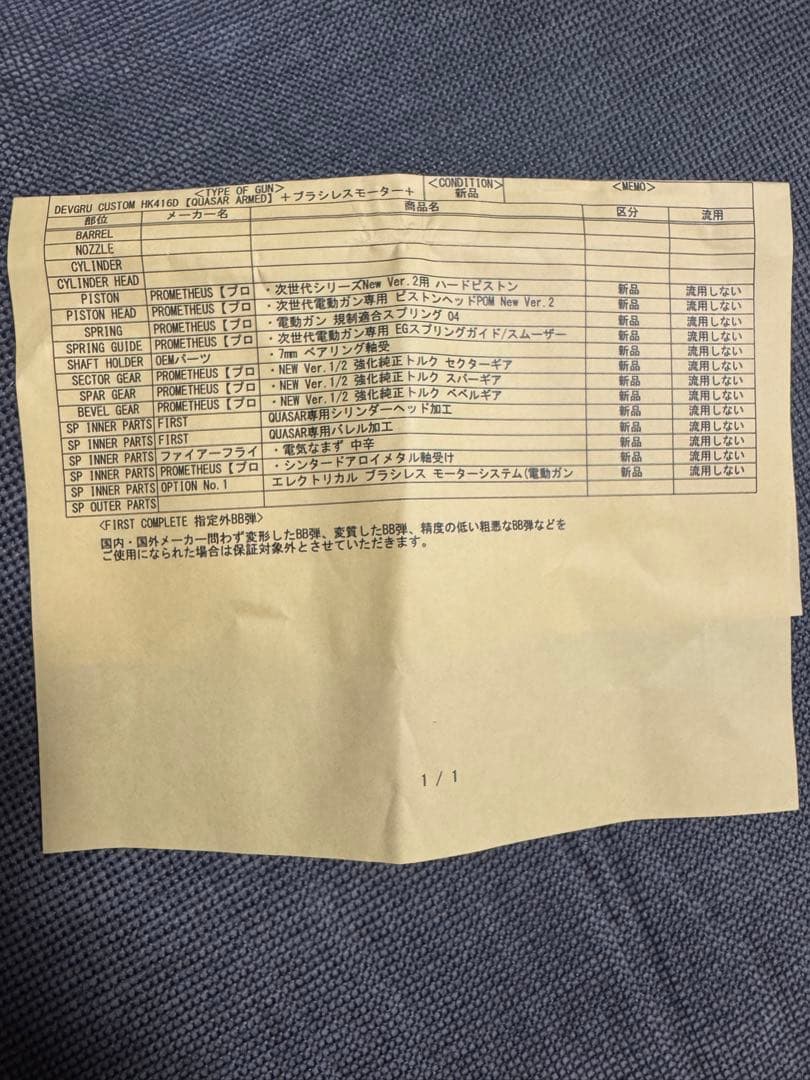 <TYPE OF GUN> <CONDITION> <MEMO>
DEVGRU CUSTOM HK416D【QUASAR ARMED】+ブラシレスモーター+ 新品
部位 メーカー名 商品名 区分 流用
BARREL
NOZZLE
CYLINDER
CYLINDER HEAD
PISTON PROMETHEUS【プロ ・次世代シリーズNew Ver.2用 ハードピストン 新品 流用しない
PISTON HEAD PROMETHEUS【プロ ・次世代電動ガン専用 ピストンヘッドPOM New Ver.2 新品 流用しない
SPRING PROMETHEUS【プロ ・電動ガン 規制適合スプリング 04 新品 流用しない
SPRING GUIDE PROMETHEUS【プロ ・次世代電動ガン専用 EGスプリングガイド/スムーザー 新品 流用しない
SHAFT HOLDER OEMパーツ ・7mm ベアリング軸受 新品 流用しない
SECTOR GEAR PROMETHEUS【プロ ・NEW Ver.1/2 強化純正トルク セクターギア 新品 流用しない
SPAR GEAR PROMETHEUS【プロ ・NEW Ver.1/2 強化純正トルク スパーギア 新品 流用しない
BEVEL GEAR PROMETHEUS【プロ ・NEW Ver.1/2 強化純正トルク ベベルギア 新品 流用しない
SP INNER PARTS FIRST QUASAR専用シリンダーヘッド加工 新品 流用しない
SP INNER PARTS FIRST QUASAR専用バレル加工 新品 流用しない
SP INNER PARTS ファイアーフライ ・電気なまず 中辛 新品 流用しない
SP INNER PARTS PROMETHEUS【プロ ・シンタードアロイメタル軸受け 新品 流用しない
SP INNER PARTS OPTION No.1 エレクトリカル ブラシレス モーターシステム(電動ガン 新品 流用しない
SP OUTER PARTS
<FIRST COMPLETE 指定外BB弾>
国内・国外メーカー問わず変形したBB弾、変質したBB弾、精度の低い粗悪なBB弾などを
ご使用になられた場合は保証対象外とさせていただきます。
1 / 1